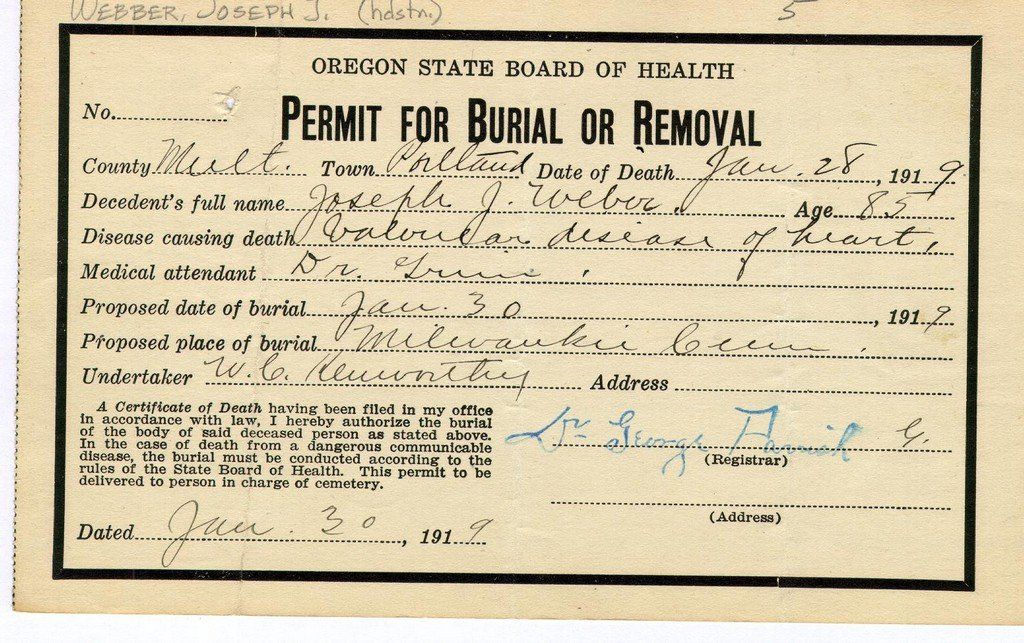 WEBBER, JOSEPH J. (hdstn.) 5
OREGON STATE BOARD OF HEALTH
No.
PERMIT FOR BURIAL OR REMOVAL
County Mult. Town Portland Date of Death Jan. 28, 1919
Decedent's full name Joseph J. Weber. Age 85
Disease causing death Valvular disease of heart.
Medical attendant Dr.
Proposed date of burial Jan. 30, 1919
Proposed place of burial Milwaukie Cem.
Undertaker W. C. Kenworthy Address
A Certificate of Death having been filed in my office
in accordance with law, I hereby authorize the burial
of the body of said deceased person as stated above.
In the case of death from a dangerous communicable
disease, the burial must be conducted according to the
rules of the State Board of Health. This permit to be
delivered to person in charge of cemetery.
Dr. George Parrish G.
(Registrar)
(Address)
Dated Jan. 30, 1919